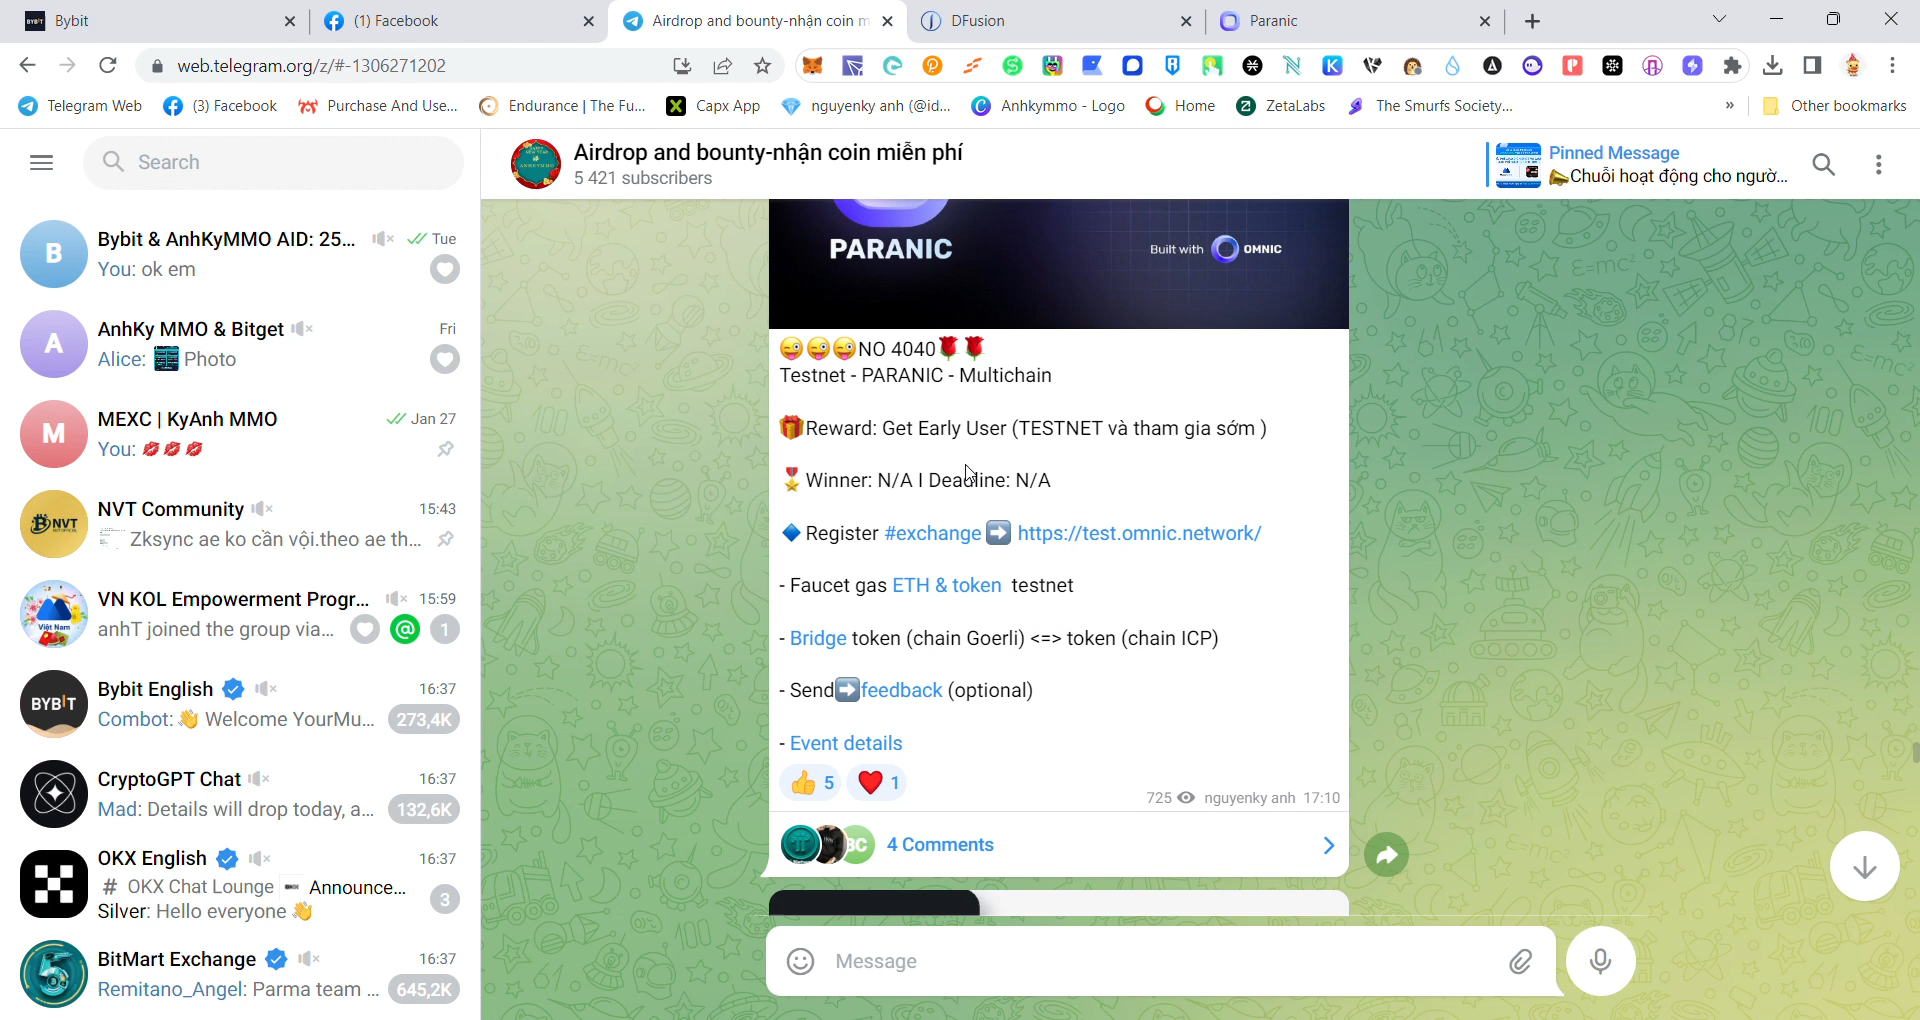 Bybit
(1) Facebook
Airdrop and bounty-nhận coin m
DFusion
Paranic
web.telegram.org/z/#-1306271202
Telegram Web
(3) Facebook
Purchase And Use...
Endurance | The Fu...
Capx App
nguyenky anh (@id...
Anhkymmo - Logo
Home
ZetaLabs
The Smurfs Society...
»
Other bookmarks
Search
Airdrop and bounty-nhận coin miễn phí
5 421 subscribers
Pinned Message
📣Chuỗi hoạt động cho ngườ...
B
Bybit & AnhKyMMO AID: 25... Tue
You: ok em
A
AnhKy MMO & Bitget Fri
Alice: Photo
M
MEXC | KyAnh MMO Jan 27
You: 💋💋💋
NVT
NVT Community 15:43
Zksync ae ko cần vội.theo ae th...
Việt Nam
VN KOL Empowerment Progr... 15:59
anhT joined the group via... @ 1
BYBIT
Bybit English 16:37
Combot: 👋 Welcome YourMu... 273,4K
CryptoGPT Chat 16:37
Mad: Details will drop today, a... 132,6K
OKX English 16:37
# OKX Chat Lounge Announce...
Silver: Hello everyone 👋 3
BitMart Exchange 16:37
Remitano_Angel: Parma team ... 645,2K
PARANIC
Built with OMNIC
😜😜😜NO 4040🌹🌹
Testnet - PARANIC - Multichain
🎁Reward: Get Early User (TESTNET và tham gia sớm )
🎖Winner: N/A I Deadline: N/A
🔷Register #exchange➡️ https://test.omnic.network/
- Faucet gas ETH & token testnet
- Bridge token (chain Goerli) <=> token (chain ICP)
- Send➡️feedback (optional)
- Event details
👍 5 ❤️ 1
725 nguyenky anh 17:10
BC
4 Comments
Message